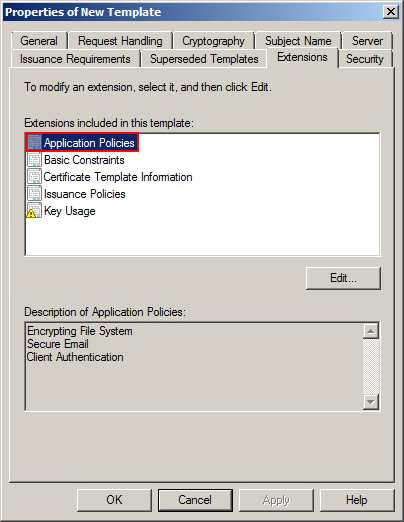 Properties of New Template
General Request Handling Cryptography Subject Name Server
Issuance Requirements Superseded Templates Extensions Security
To modify an extension, select it, and then click Edit.
Extensions included in this template:
Application Policies
Basic Constraints
Certificate Template Information
Issuance Policies
Key Usage
Edit...
Description of Application Policies:
Encrypting File System
Secure Email
Client Authentication
OK Cancel Apply Help